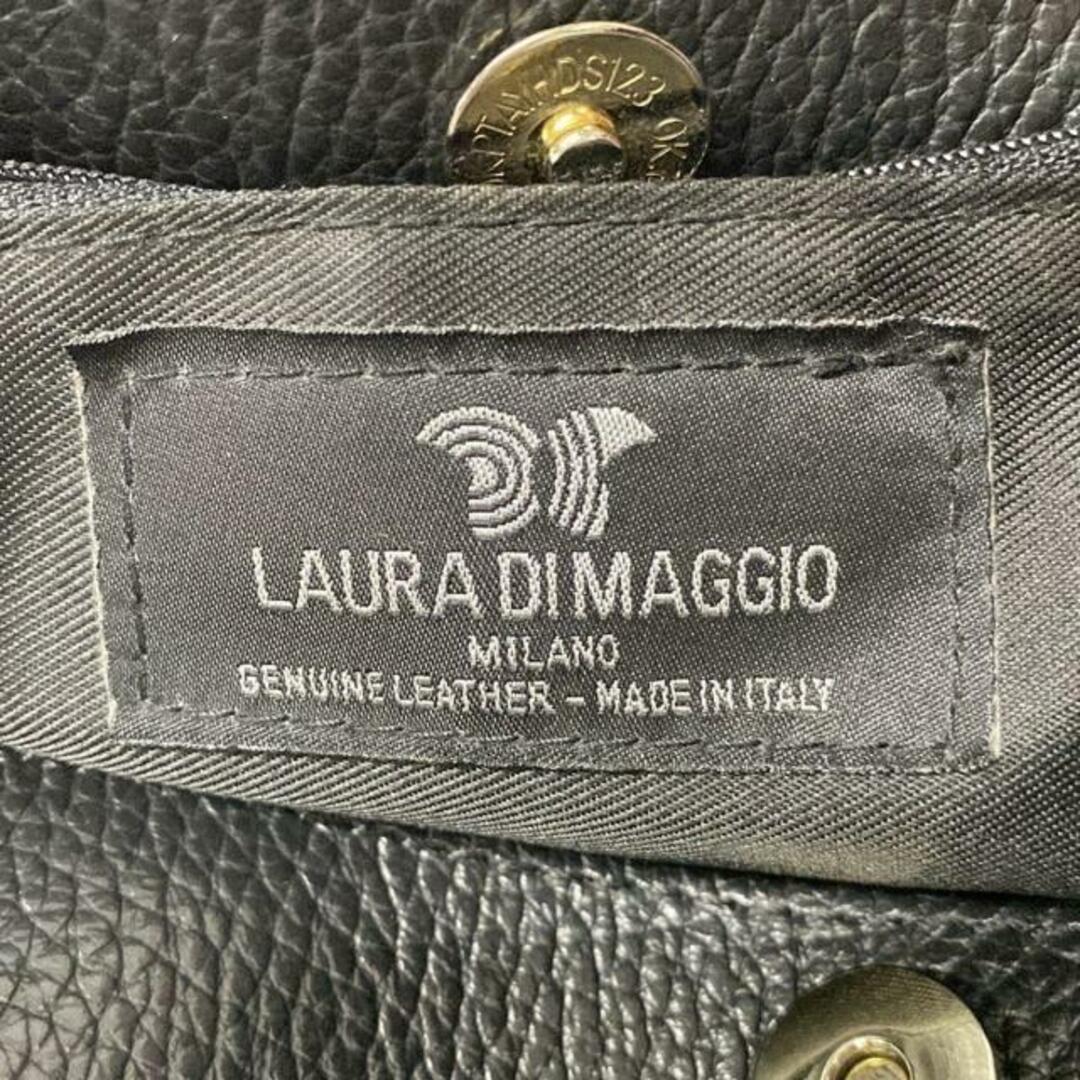 LAURA DI MAGGIO
MILANO
GENUINE LEATHER - MADE IN ITALY